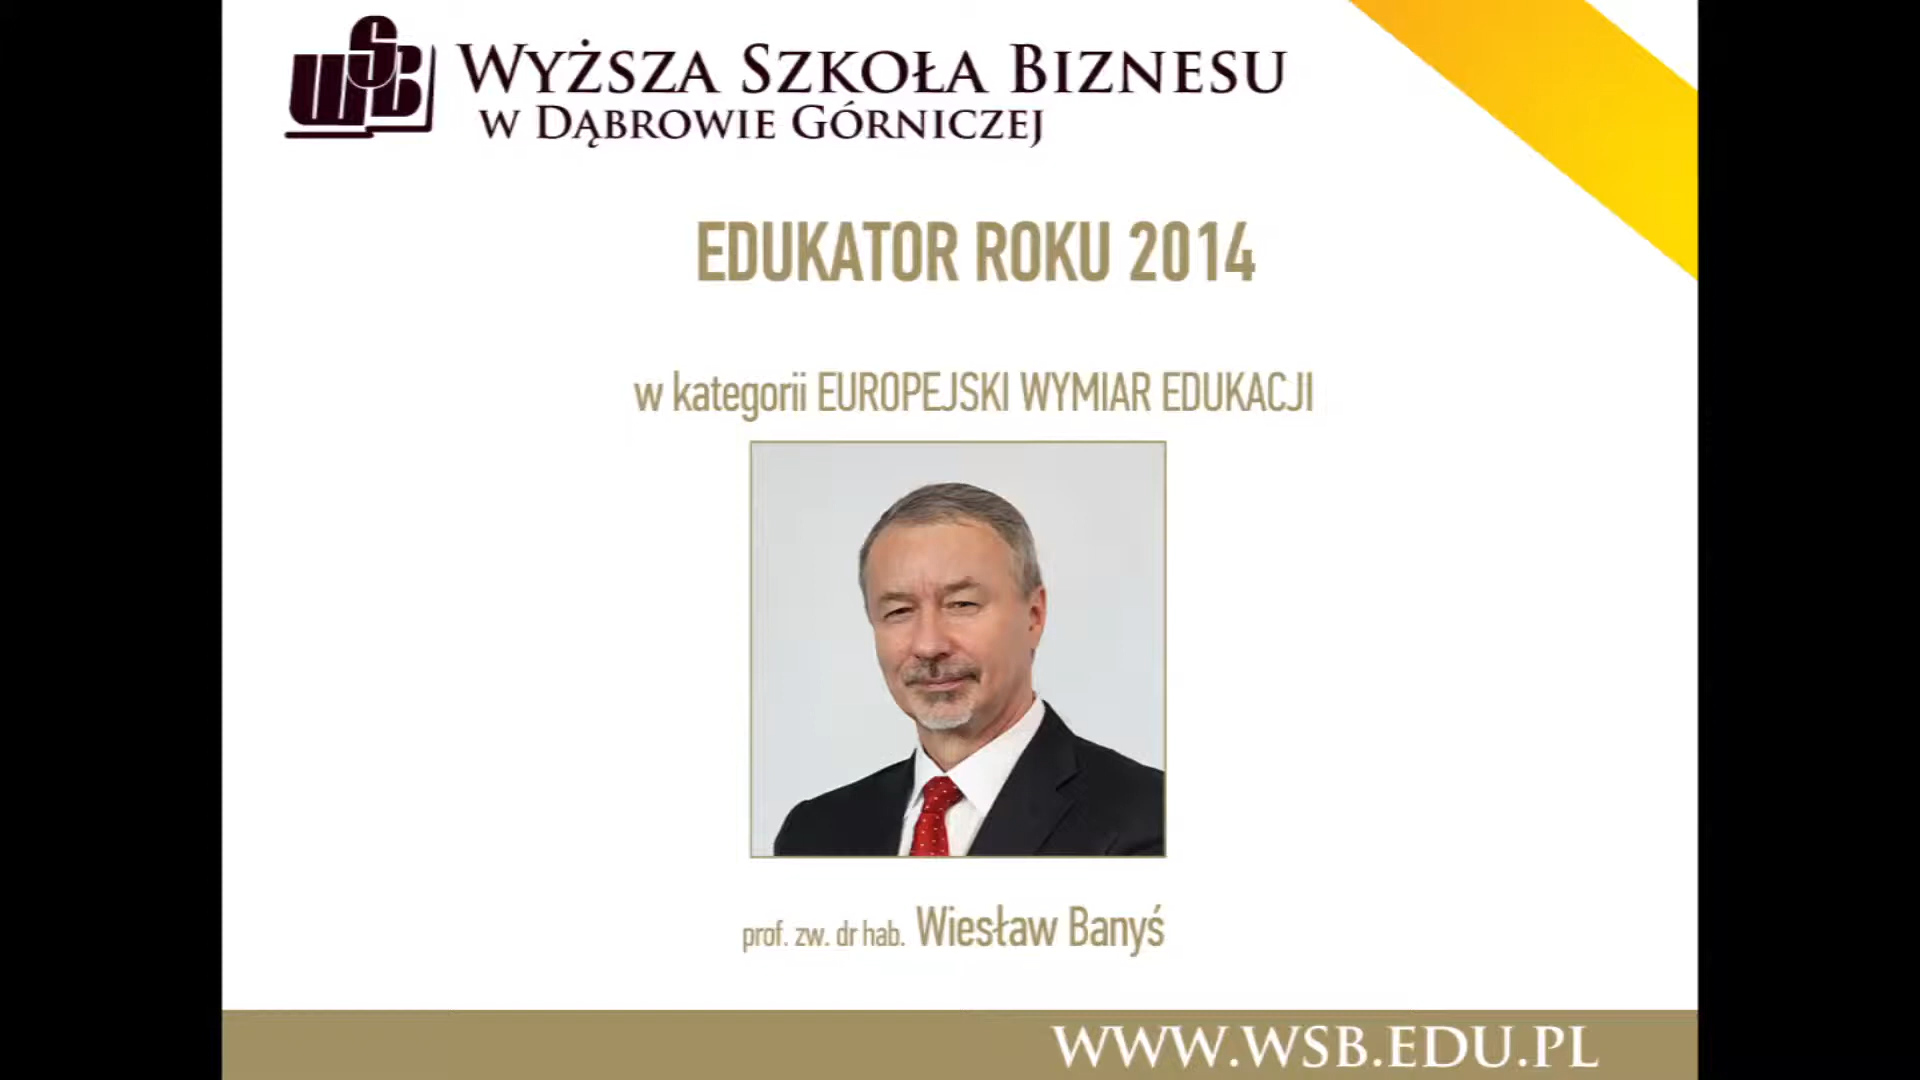 WSB
WYŻSZA SZKOŁA BIZNESU
W DĄBROWIE GÓRNICZEJ
EDUKATOR ROKU 2014
w kategorii EUROPEJSKI WYMIAR EDUKACJI
prof. zw. dr hab. Wiesław Banyś
WWW.WSB.EDU.PL